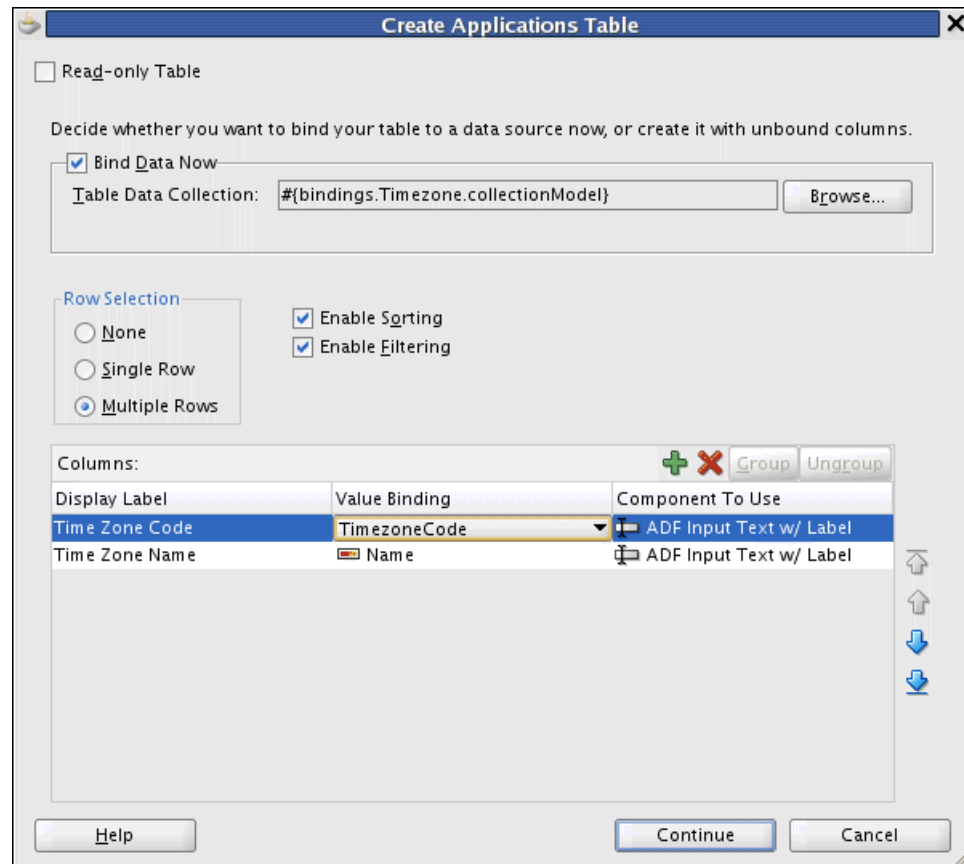 Create Applications Table
Read-only Table
Decide whether you want to bind your table to a data source now, or create it with unbound columns.
Bind Data Now
Table Data Collection: #{bindings.Timezone.collectionModel} Browse...
Row Selection
None
Single Row
Multiple Rows
Enable Sorting
Enable Filtering
Columns: Group Ungroup
Display Label Value Binding Component To Use
Time Zone Code TimezoneCode ADF Input Text w/ Label
Time Zone Name Name ADF Input Text w/ Label
Help Continue Cancel